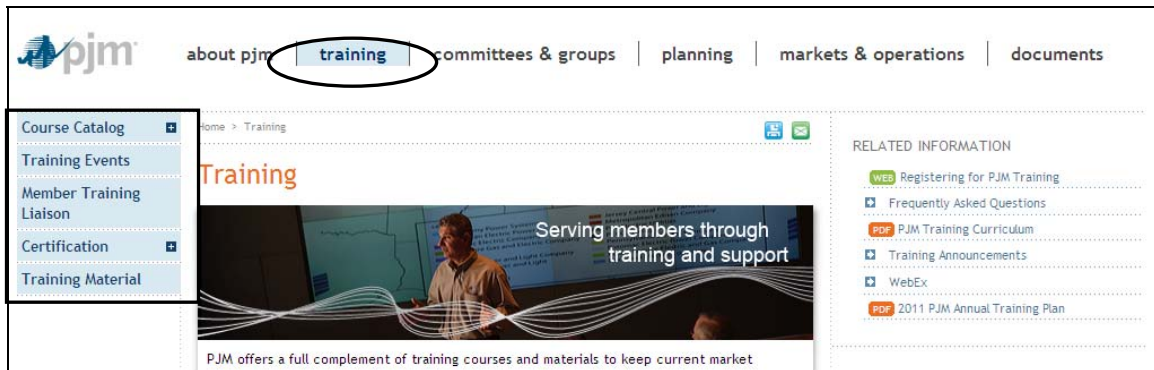 pjm
about pjm
training
committees & groups
planning
markets & operations
documents
Course Catalog
Training Events
Member Training
Liaison
Certification
Training Material
Home > Training
Training
Serving members through
training and support
PJM offers a full complement of training courses and materials to keep current market
RELATED INFORMATION
WEB Registering for PJM Training
Frequently Asked Questions
PDF PJM Training Curriculum
Training Announcements
WebEx
PDF 2011 PJM Annual Training Plan